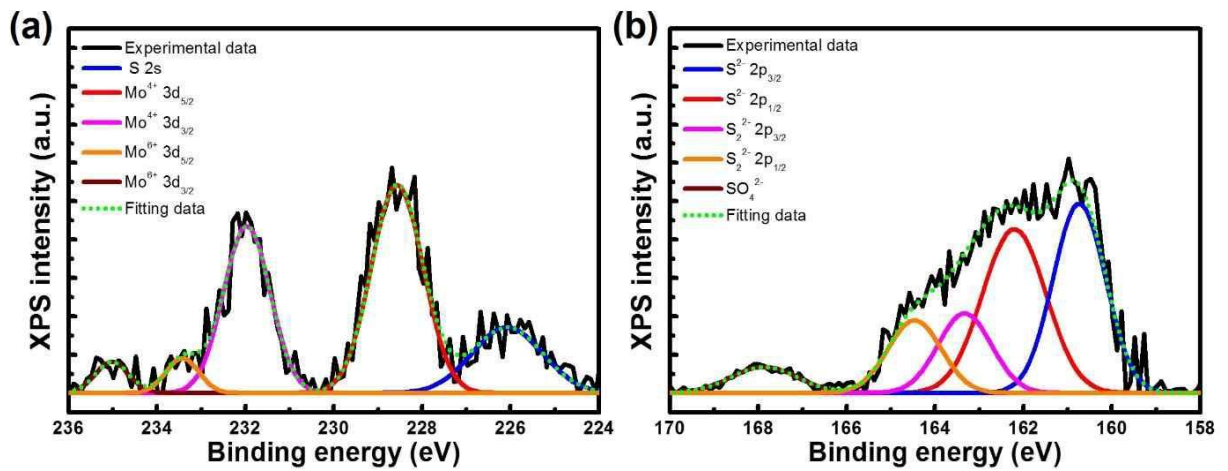 (a)
Experimental data
S 2s
Mo⁴⁺ 3d₅/₂
Mo⁴⁺ 3d₃/₂
Mo⁶⁺ 3d₅/₂
Mo⁶⁺ 3d₃/₂
Fitting data
XPS intensity (a.u.)
236 234 232 230 228 226 224
Binding energy (eV)
(b)
Experimental data
S²⁻ 2p₃/₂
S²⁻ 2p₁/₂
S₂²⁻ 2p₃/₂
S₂²⁻ 2p₁/₂
SO₄²⁻
Fitting data
XPS intensity (a.u.)
170 168 166 164 162 160 158
Binding energy (eV)